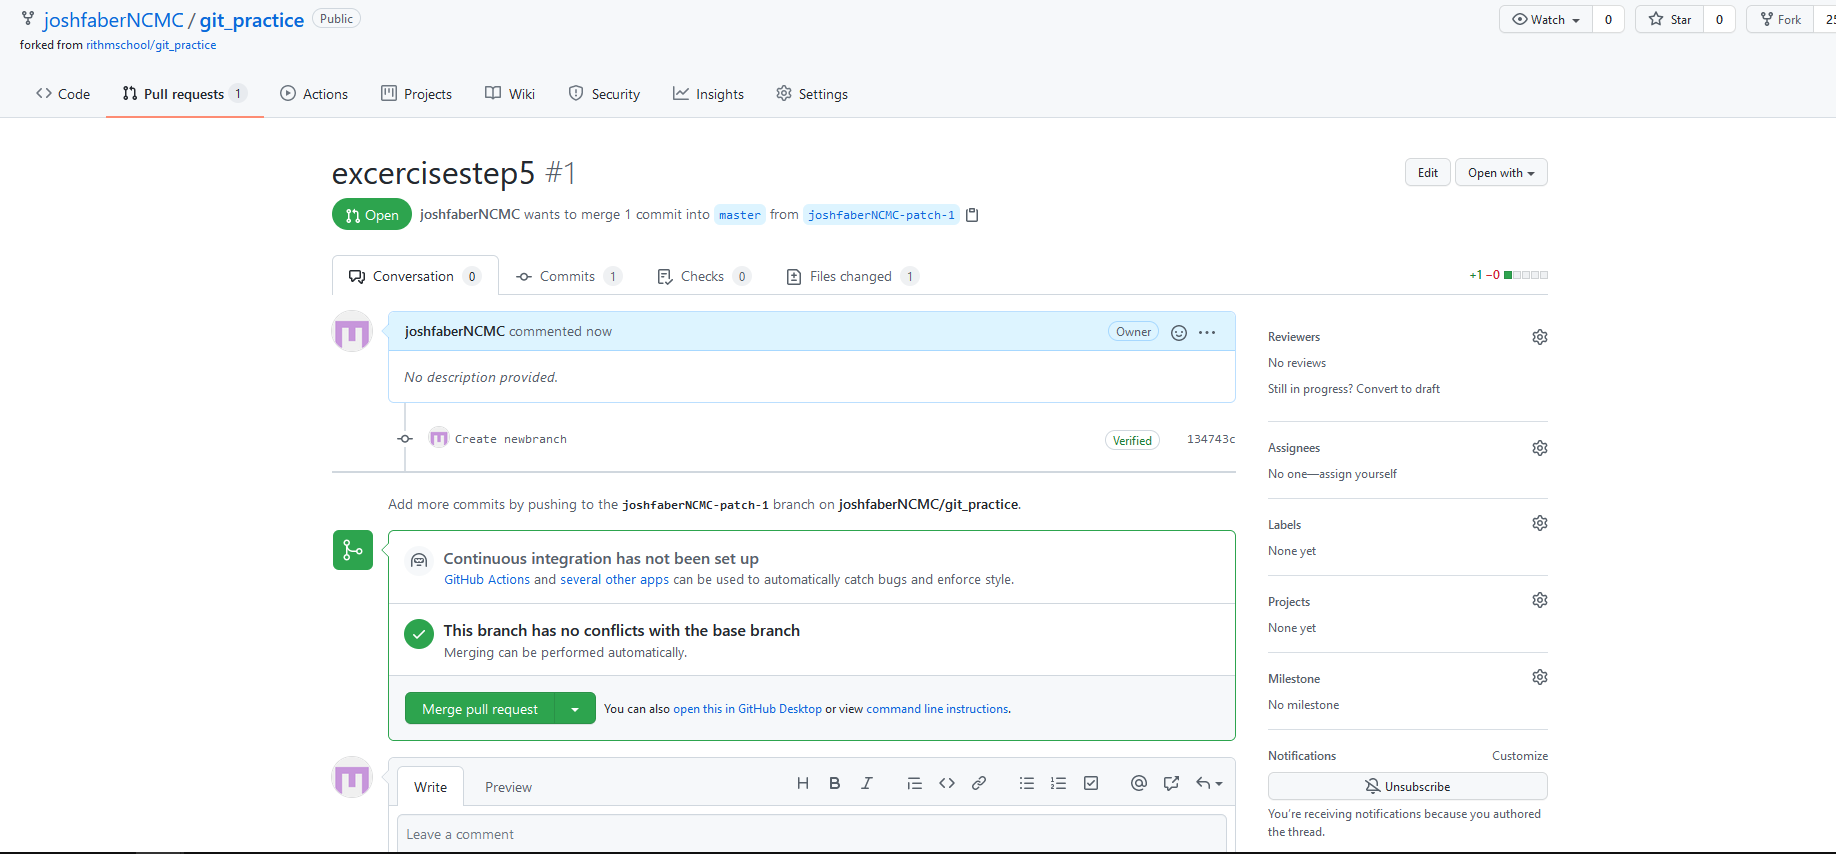 joshfaberNCMC / git_practice Public
Watch 0 Star 0 Fork 25
forked from rithmschool/git_practice
Code Pull requests 1 Actions Projects Wiki Security Insights Settings
excercisestep5 #1
Edit Open with
Open joshfaberNCMC wants to merge 1 commit into master from joshfaberNCMC-patch-1
Conversation 0 Commits 1 Checks 0 Files changed 1
+1 −0
joshfaberNCMC commented now
Owner
No description provided.
Create newbranch
Verified 134743c
Add more commits by pushing to the joshfaberNCMC-patch-1 branch on joshfaberNCMC/git_practice.
Continuous integration has not been set up
GitHub Actions and several other apps can be used to automatically catch bugs and enforce style.
This branch has no conflicts with the base branch
Merging can be performed automatically.
Merge pull request You can also open this in GitHub Desktop or view command line instructions.
Write Preview
Leave a comment
Reviewers
No reviews
Still in progress? Convert to draft
Assignees
No one—assign yourself
Labels
None yet
Projects
None yet
Milestone
No milestone
Notifications Customize
Unsubscribe
You're receiving notifications because you authored
the thread.